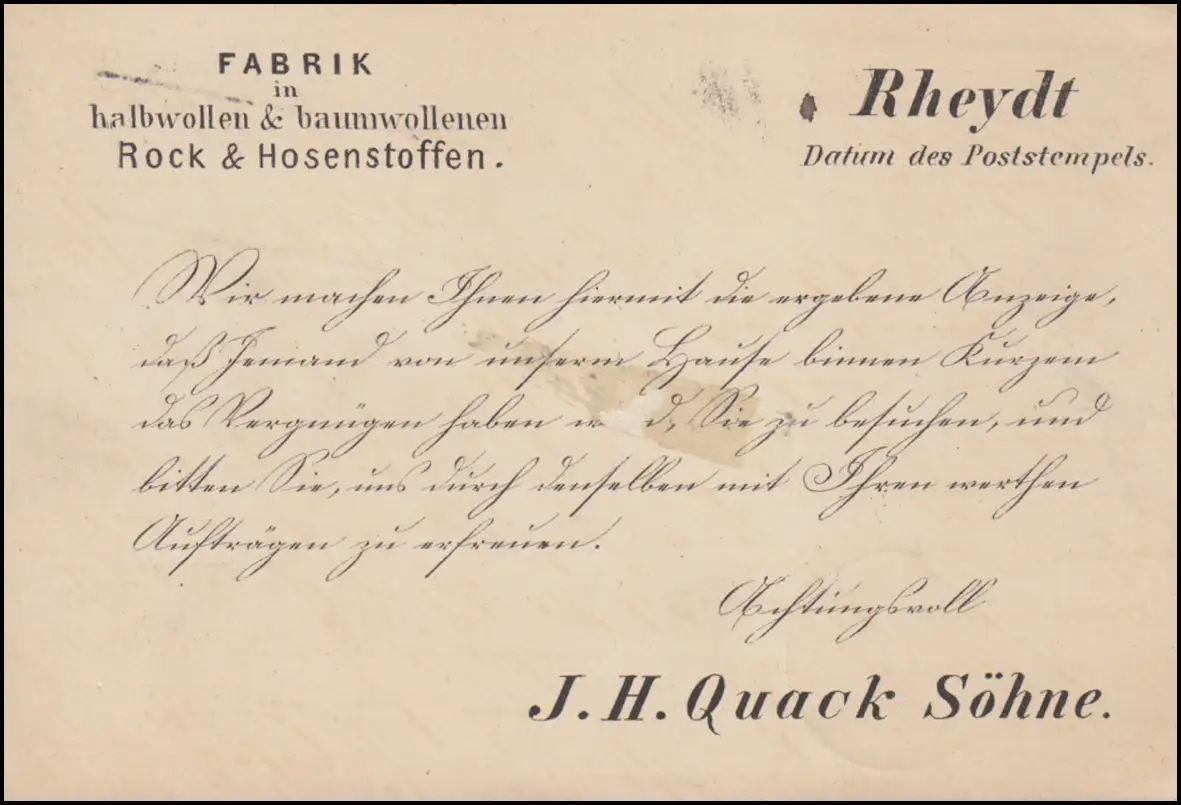 FABRIK
in
halbwollen & baumwollenen
Rock & Hosenstoffen.
Rheydt
Datum des Poststempels.
Wir machen Ihnen hiermit die ergebene Anzeige,
daß Jemand von unserm Hause binnen Kurzem
das Vergnügen haben w d, Sie zu besuchen, und
bitten Sie, uns durch denselben mit Ihren werthen
Aufträgen zu erfreuen.
Achtungsvoll
J. H. Quack Söhne.